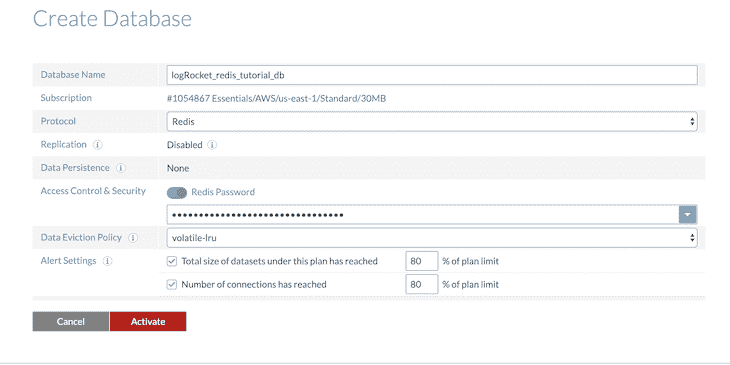 Create Database
Database Name logRocket_redis_tutorial_db
Subscription #1054867 Essentials/AWS/us-east-1/Standard/30MB
Protocol Redis
Replication i Disabled i
Data Persistence i None
Access Control & Security Redis Password
••••••••••••••••••••••••••••••••
Data Eviction Policy i volatile-lru
Alert Settings i Total size of datasets under this plan has reached 80 % of plan limit
Number of connections has reached 80 % of plan limit
Cancel Activate